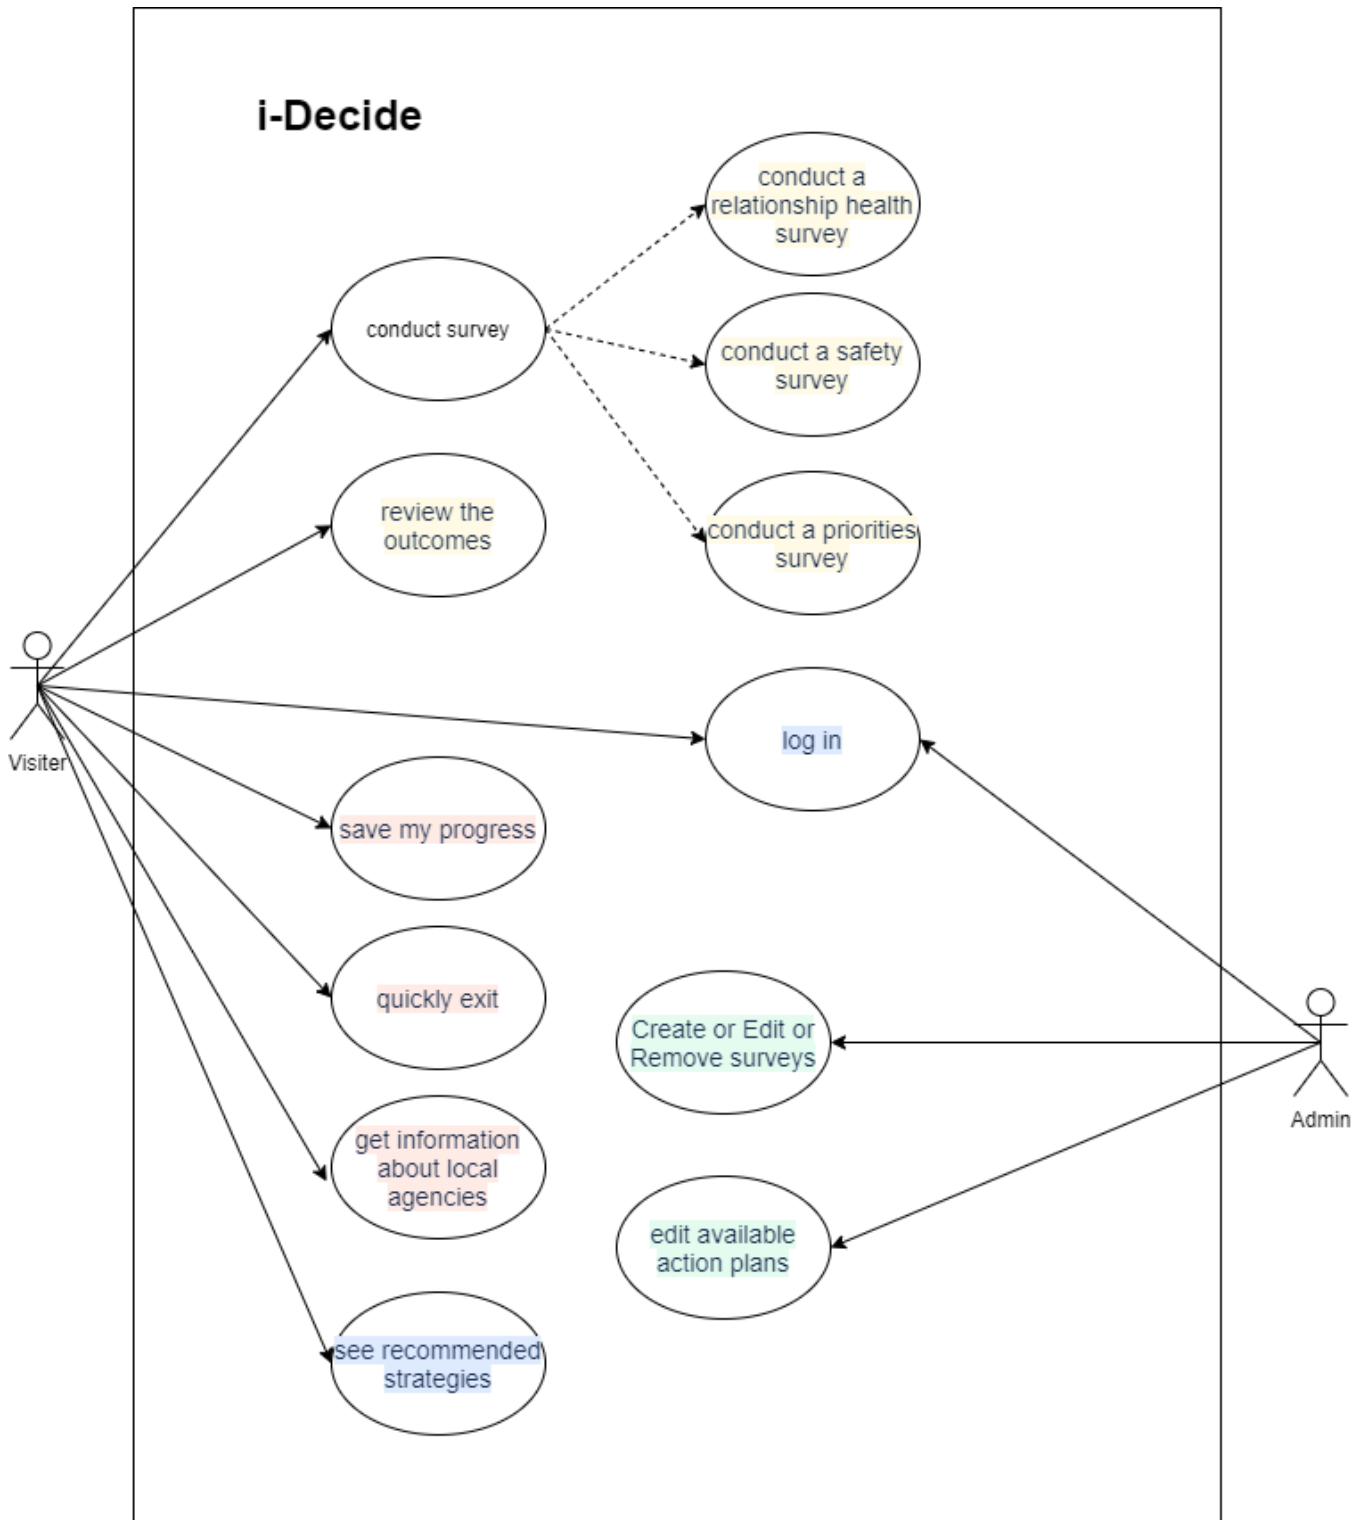 i-Decide
conduct a
relationship health
survey
conduct survey
conduct a safety
survey
review the
outcomes
conduct a priorities
survey
Visiter
log in
save my progress
quickly exit
Create or Edit or
Remove surveys
Admin
get information
about local
agencies
edit available
action plans
see recommended
strategies